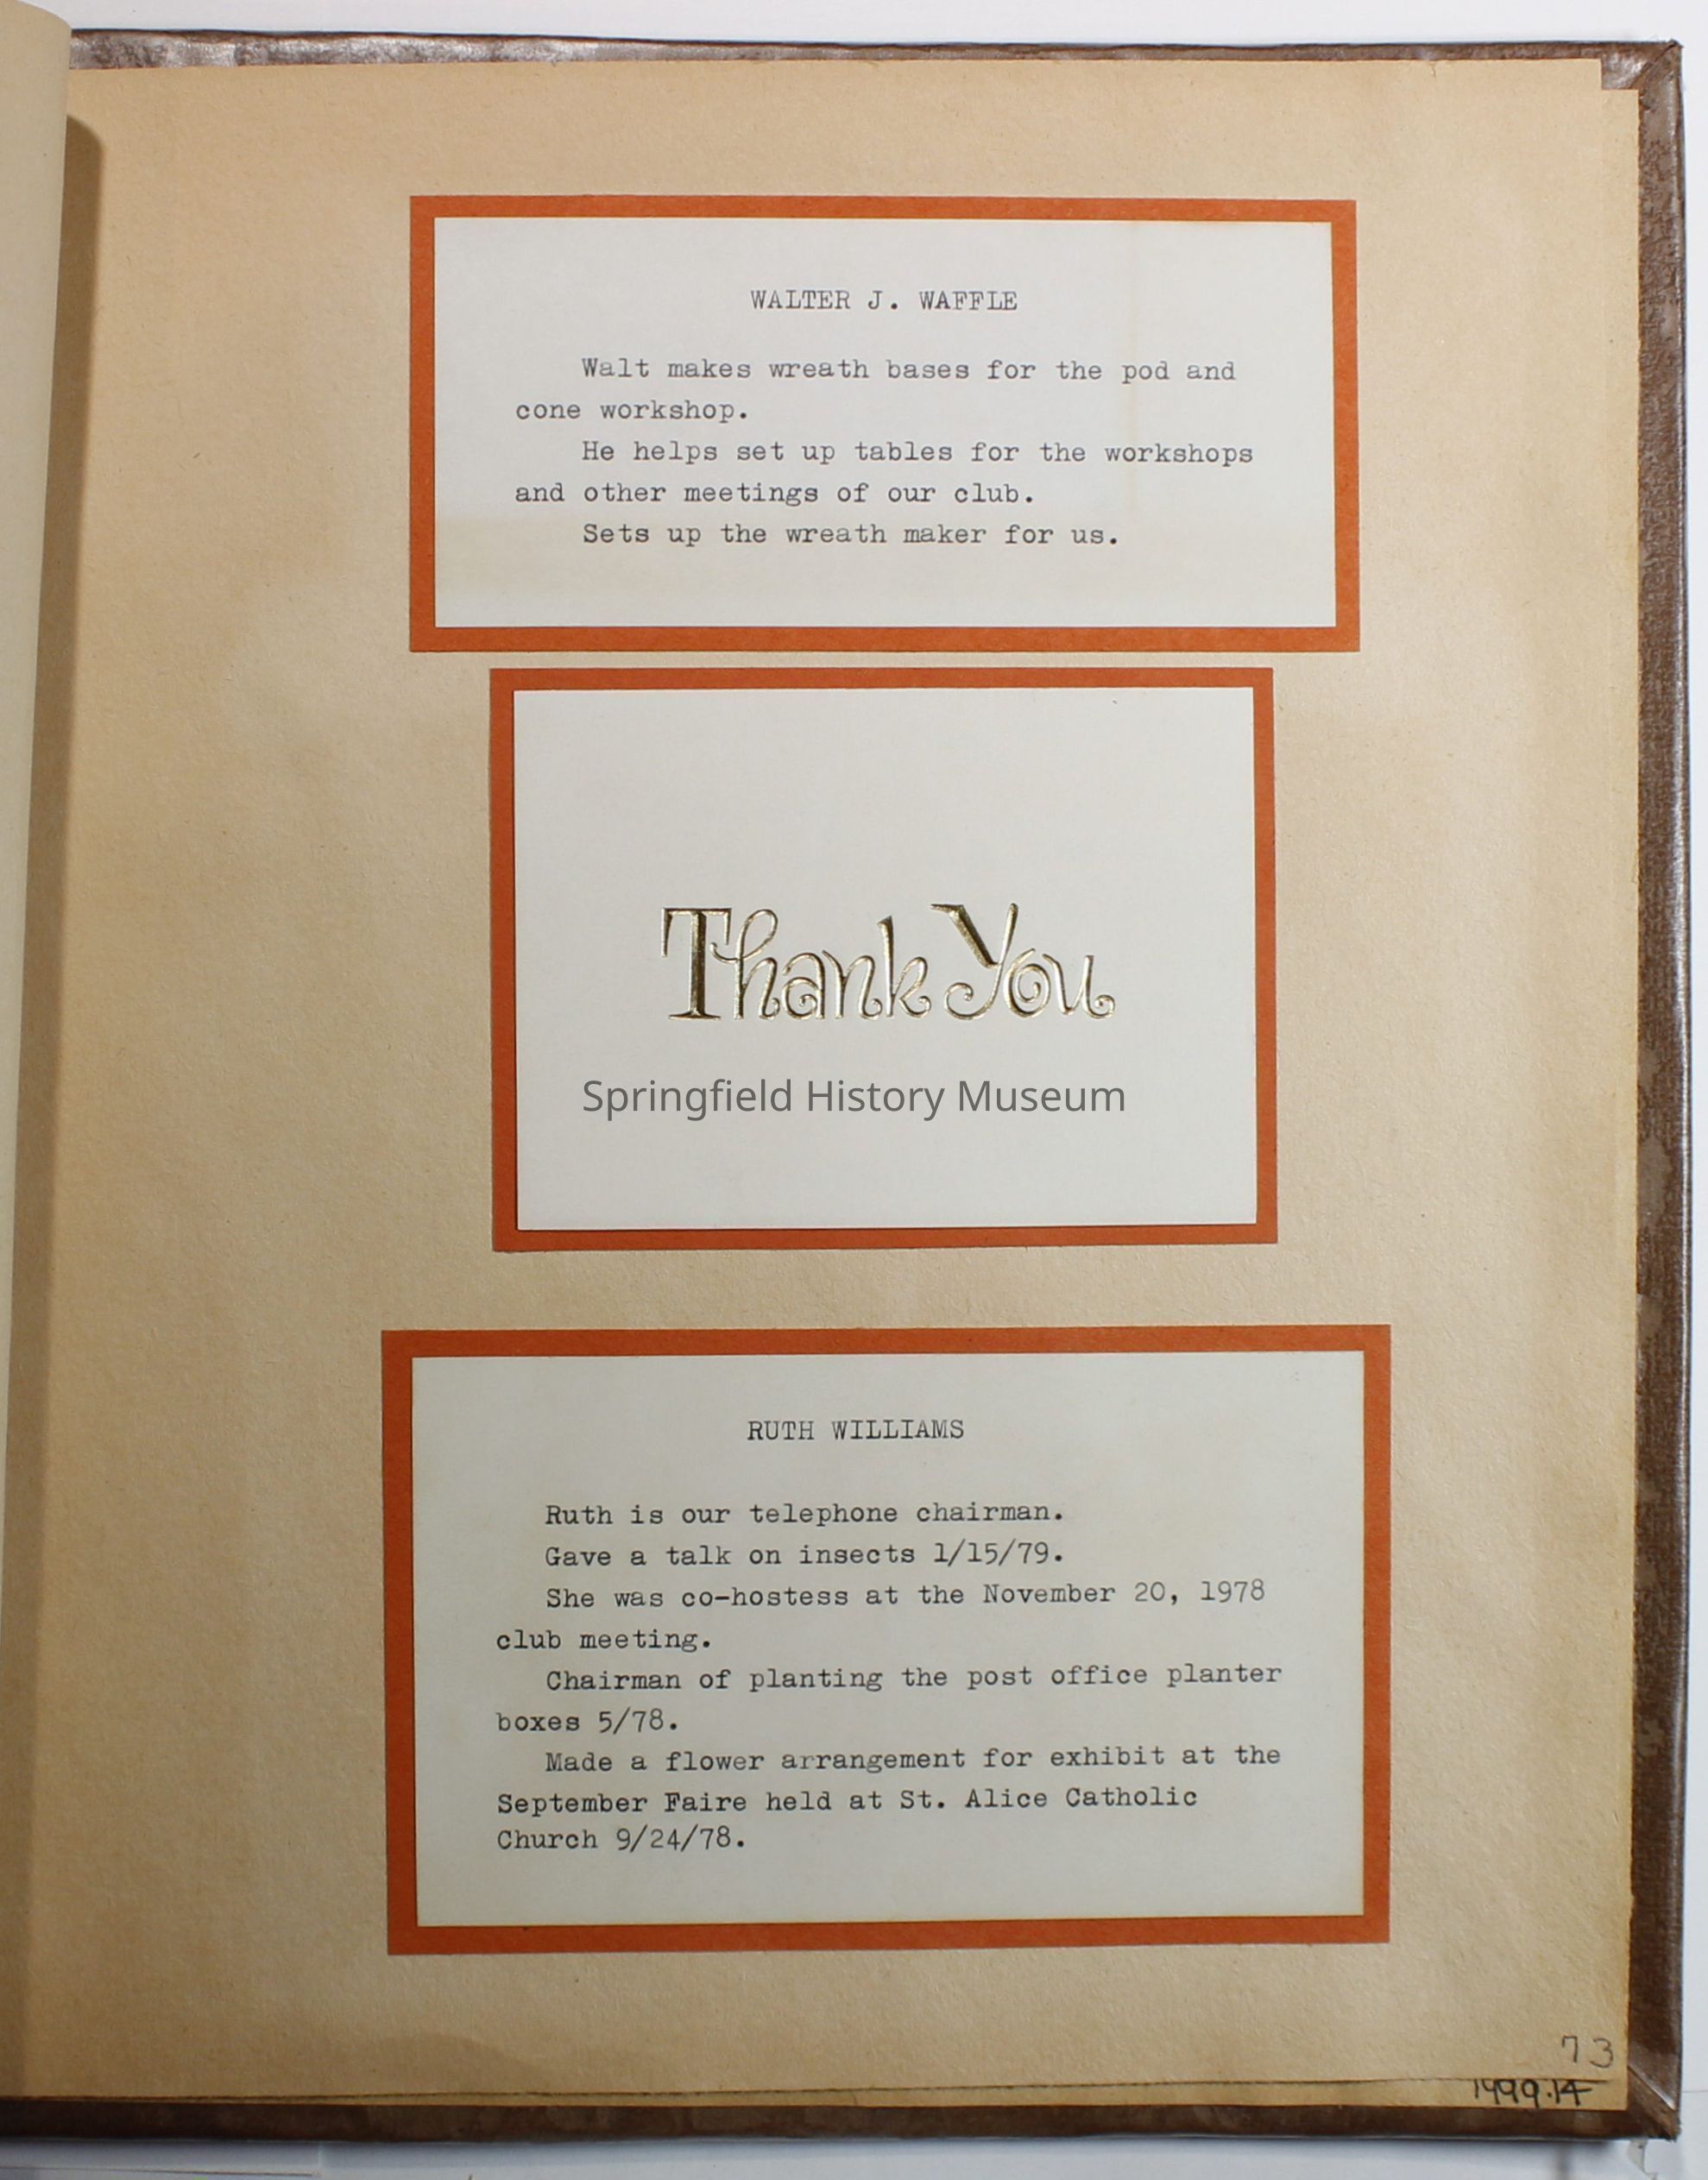 WALTER J. WAFFLE
Walt makes wreath bases for the pod and
cone workshop.
He helps set up tables for the workshops
and other meetings of our club.
Sets up the wreath maker for us.
Thank You
Springfield History Museum
RUTH WILLIAMS
Ruth is our telephone chairman.
Gave a talk on insects 1/15/79.
She was co-hostess at the November 20, 1978
club meeting.
Chairman of planting the post office planter
boxes 5/78.
Made a flower arrangement for exhibit at the
September Faire held at St. Alice Catholic
Church 9/24/78.
73
1999.14